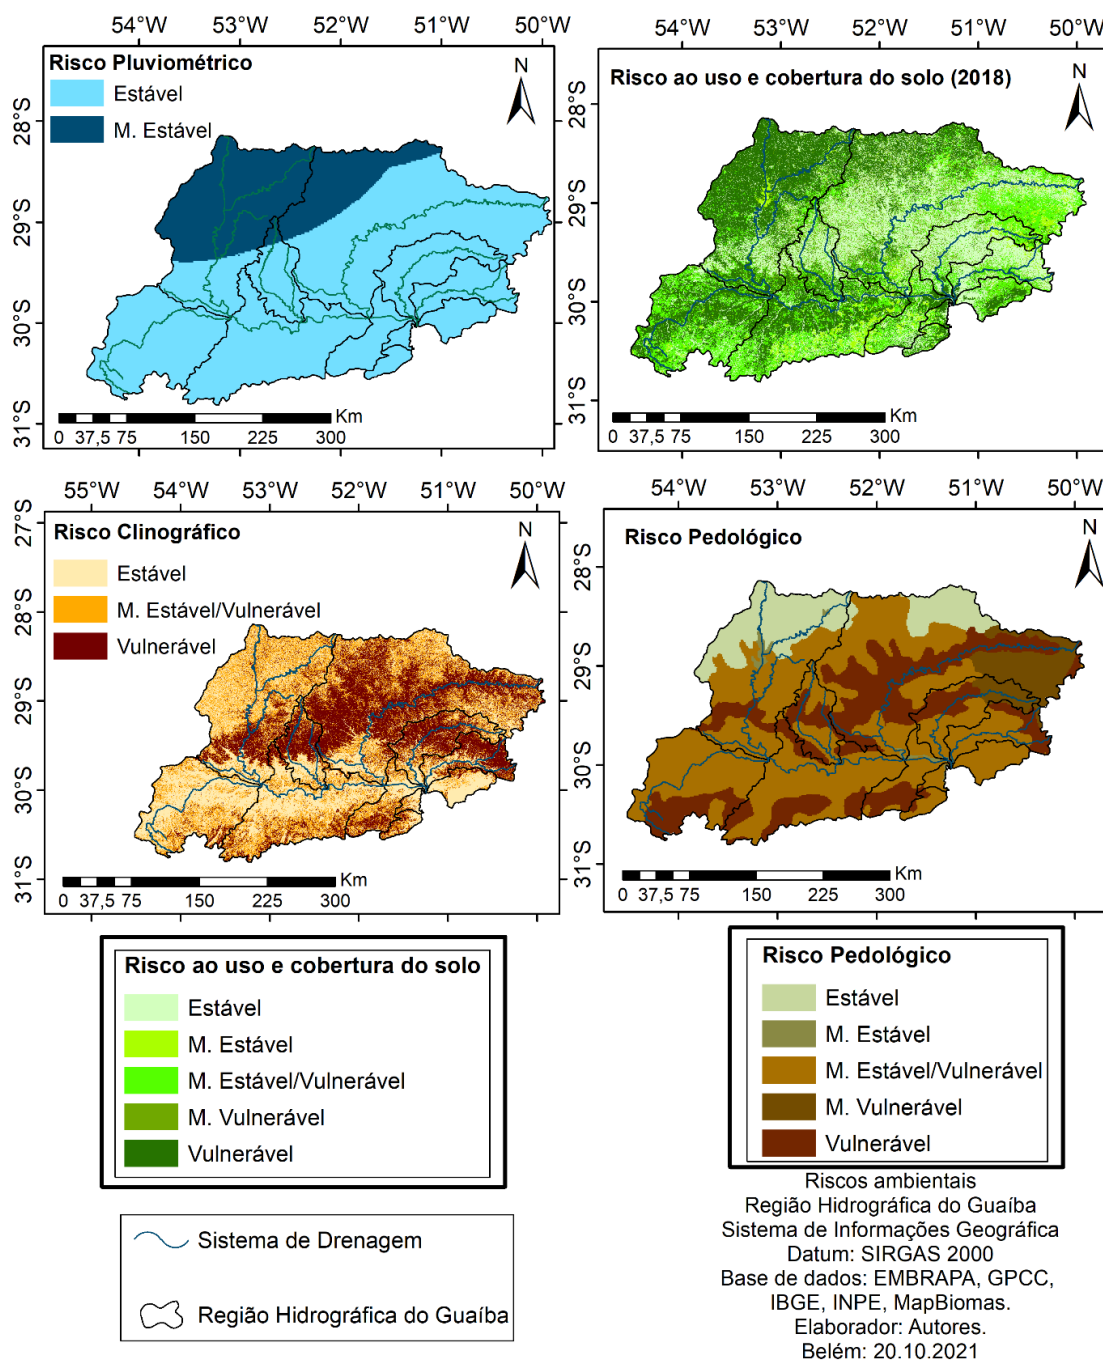 54°W 53°W 52°W 51°W 50°W
Risco Pluviométrico
Estável
M. Estável
N
28°S
29°S
30°S
31°S
Km
0 37,5 75 150 225 300
54°W 53°W 52°W 51°W 50°W
Risco ao uso e cobertura do solo (2018)
N
28°S
29°S
30°S
31°S
Km
0 37,5 75 150 225 300
55°W 54°W 53°W 52°W 51°W 50°W
Risco Clinográfico
Estável
M. Estável/Vulnerável
Vulnerável
N
27°S
28°S
29°S
30°S
31°S
Km
0 37,5 75 150 225 300
54°W 53°W 52°W 51°W 50°W
Risco Pedológico
N
28°S
29°S
30°S
31°S
Km
0 37,5 75 150 225 300
Risco ao uso e cobertura do solo
Estável
M. Estável
M. Estável/Vulnerável
M. Vulnerável
Vulnerável
Risco Pedológico
Estável
M. Estável
M. Estável/Vulnerável
M. Vulnerável
Vulnerável
Sistema de Drenagem
Região Hidrográfica do Guaíba
Riscos ambientais
Região Hidrográfica do Guaíba
Sistema de Informações Geográfica
Datum: SIRGAS 2000
Base de dados: EMBRAPA, GPCC,
IBGE, INPE, MapBiomas.
Elaborador: Autores.
Belém: 20.10.2021